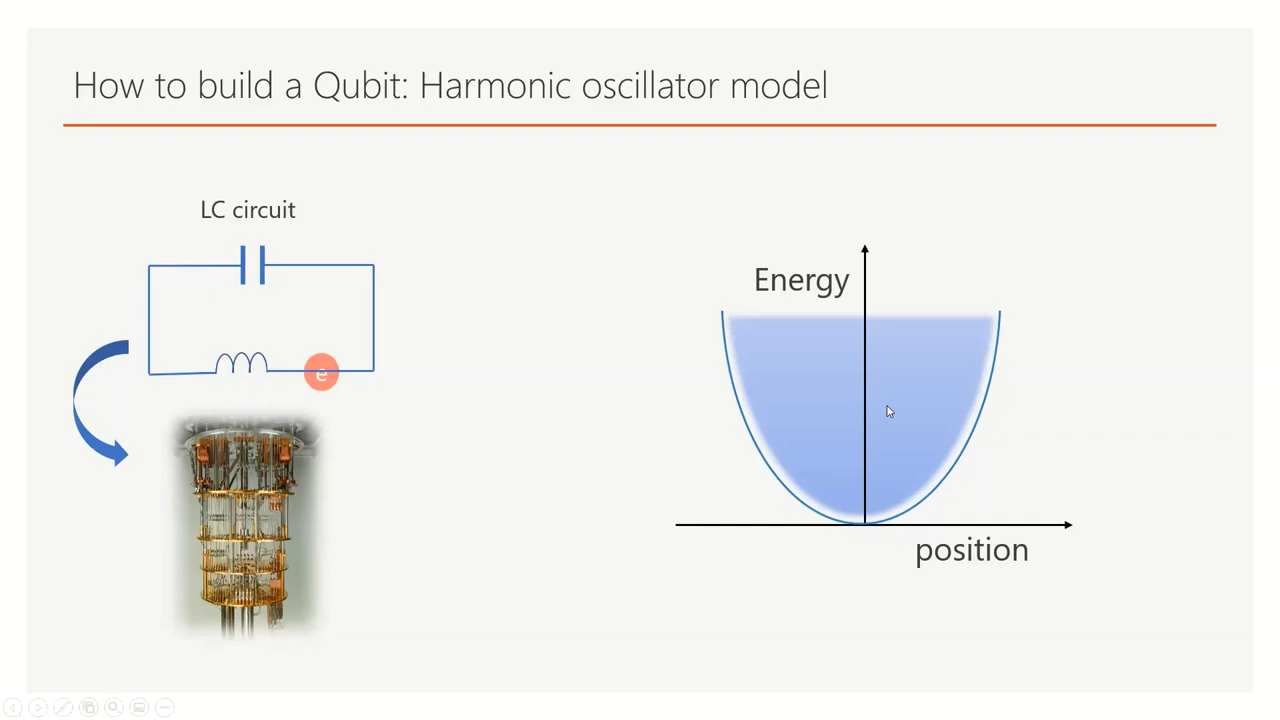 How to build a Qubit: Harmonic oscillator model
LC circuit
e
Energy
position